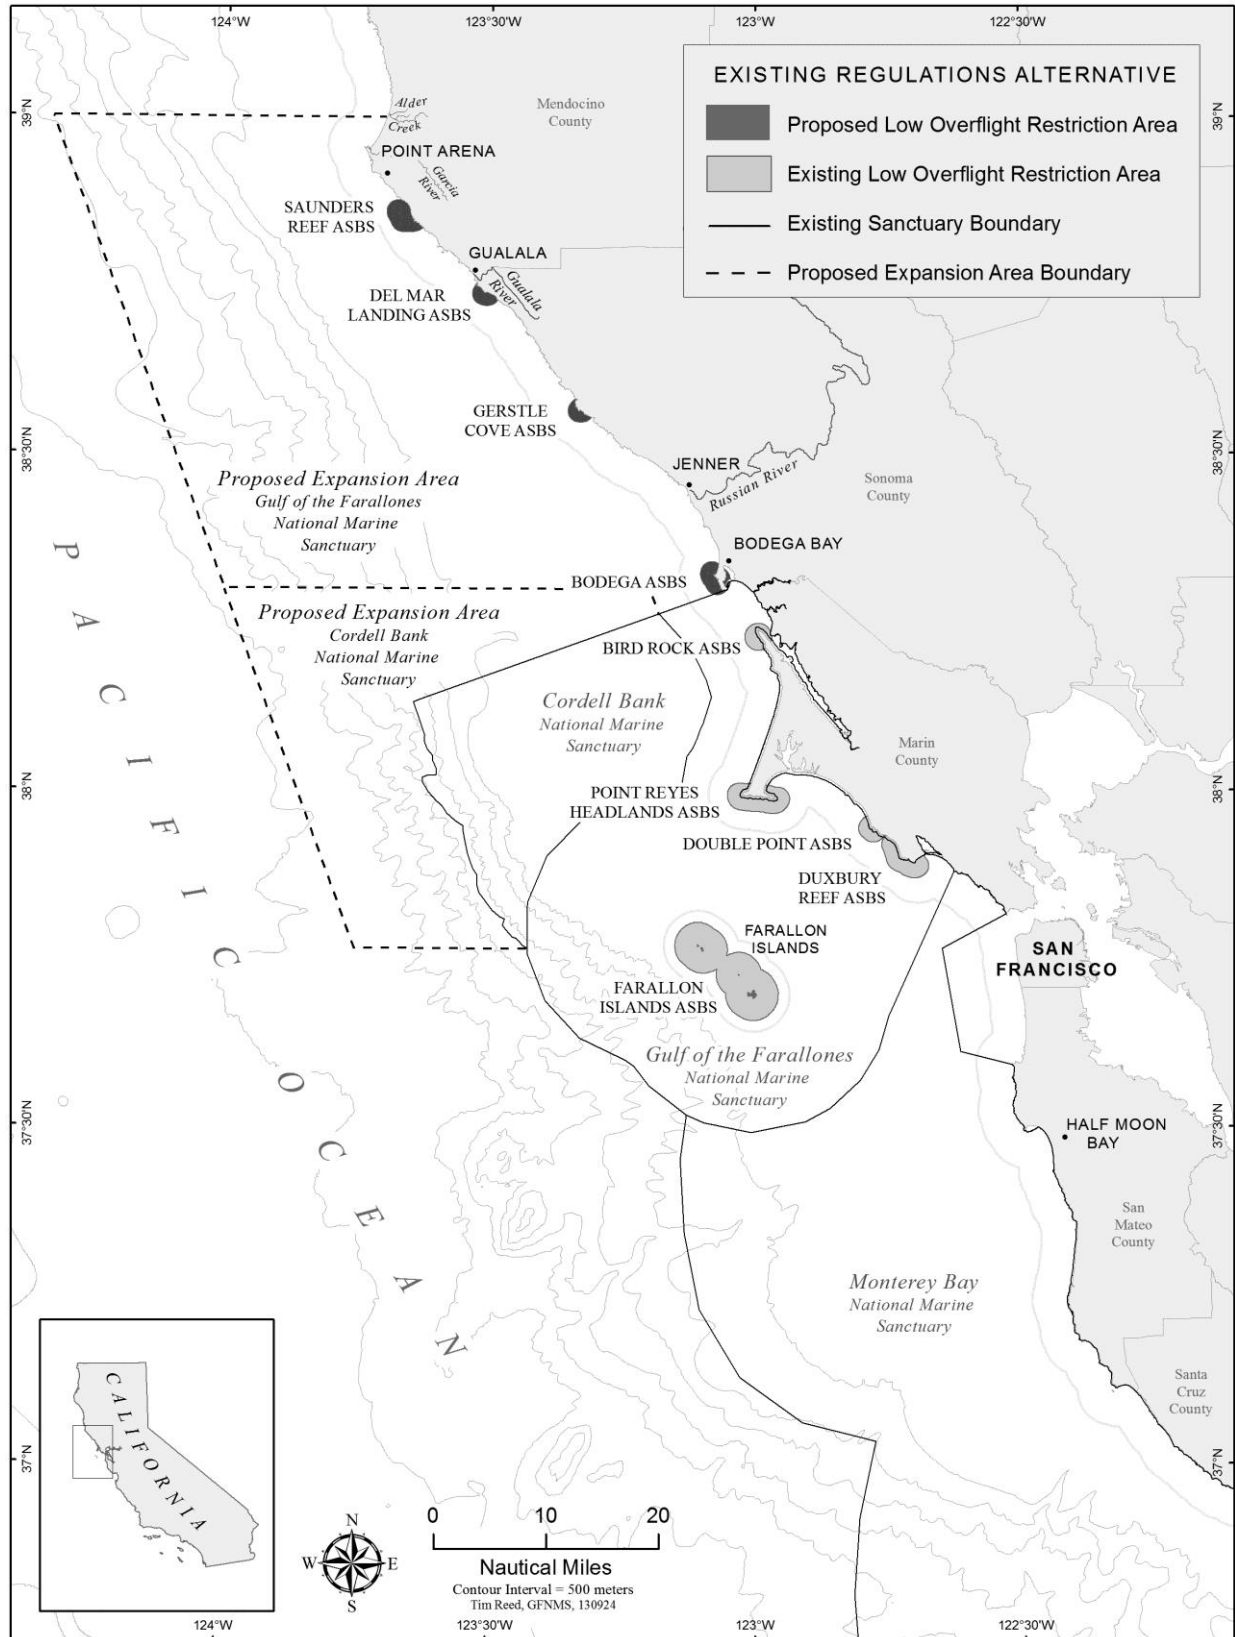 124°W
123°30'W
123°W
122°30'W
EXISTING REGULATIONS ALTERNATIVE
Proposed Low Overflight Restriction Area
Existing Low Overflight Restriction Area
Existing Sanctuary Boundary
Proposed Expansion Area Boundary
39°N
39°N
Alder
Creek
Mendocino
County
POINT ARENA
Garcia
River
SAUNDERS
REEF ASBS
GUALALA
Gualala
River
DEL MAR
LANDING ASBS
GERSTLE
COVE ASBS
38°30'N
38°30'N
JENNER
Russian River
Sonoma
County
Proposed Expansion Area
Gulf of the Farallones
National Marine
Sanctuary
BODEGA BAY
BODEGA ASBS
Proposed Expansion Area
Cordell Bank
National Marine
Sanctuary
BIRD ROCK ASBS
Cordell Bank
National Marine
Sanctuary
Marin
County
38°N
38°N
POINT REYES
HEADLANDS ASBS
DOUBLE POINT ASBS
DUXBURY
REEF ASBS
FARALLON
ISLANDS
SAN
FRANCISCO
FARALLON
ISLANDS ASBS
Gulf of the Farallones
National Marine
Sanctuary
PACIFIC OCEAN
37°30'N
37°30'N
HALF MOON
BAY
San
Mateo
County
Monterey Bay
National Marine
Sanctuary
Santa
Cruz
County
37°N
37°N
CALIFORNIA
N
W
E
S
0
10
20
Nautical Miles
Contour Interval = 500 meters
Tim Reed, GFNMS, 130924
124°W
123°30'W
123°W
122°30'W